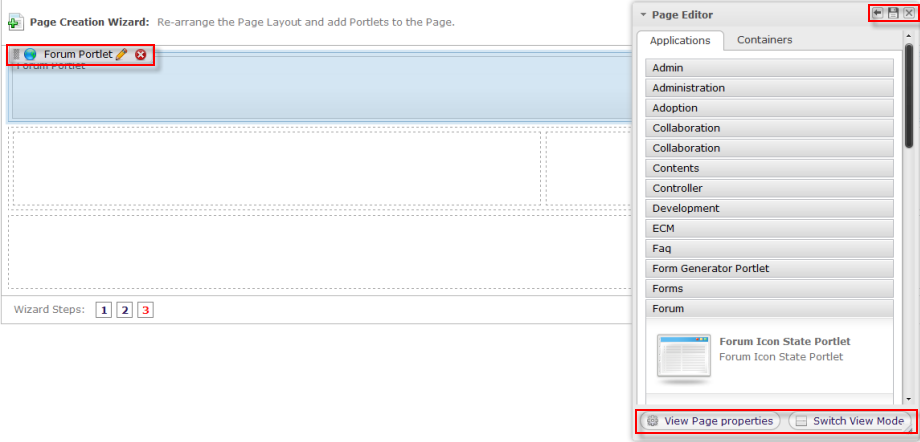 Page Creation Wizard: Re-arrange the Page Layout and add Portlets to the Page.
Forum Portlet
Forum Portlet
Wizard Steps: 1 2 3
Page Editor
Applications Containers
Admin
Administration
Adoption
Collaboration
Collaboration
Contents
Controller
Development
ECM
Faq
Form Generator Portlet
Forms
Forum
Forum Icon State Portlet
Forum Icon State Portlet
View Page properties Switch View Mode